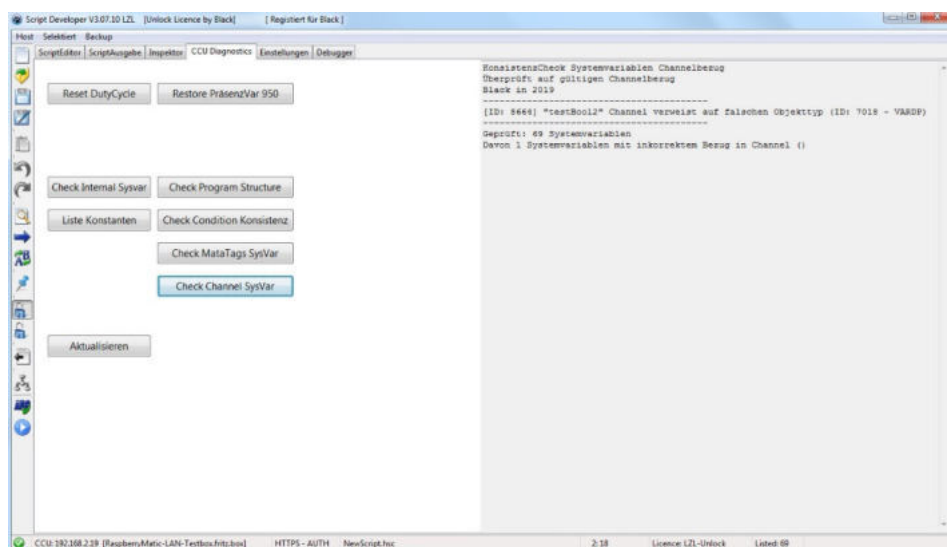 Script Developer V3.07.10 LZL [Unlock Licence by Black] [ Registiert für Black ]
Host Selektiert Backup
ScriptEditor ScriptAusgabe Inspektor CCU Diagnostics Einstellungen Debugger
Reset DutyCycle Restore PräsenzVar 950
Check Internal Sysvar Check Program Structure
Liste Konstanten Check Condition Konsistenz
Check MataTags SysVar
Check Channel SysVar
Aktualisieren
KonsistensCheck Systemvariablen Channelbezug
Überprüft auf gültigen Channelbezug
Black in 2019
[ID: 8664] "testBool2" Channel verweist auf falschen Objekttyp (ID: 7018 - VARDP)
Geprüft: 69 Systemvariablen
Davon 1 Systemvariablen mit inkorrektem Bezug in Channel ()
CCU: 192.168.2.19 [RaspberryMatic-LAN-Testbox.fritz.box] HTTPS - AUTH NewScript.hsc 2:18 Licence: LZL-Unlock Listed: 69